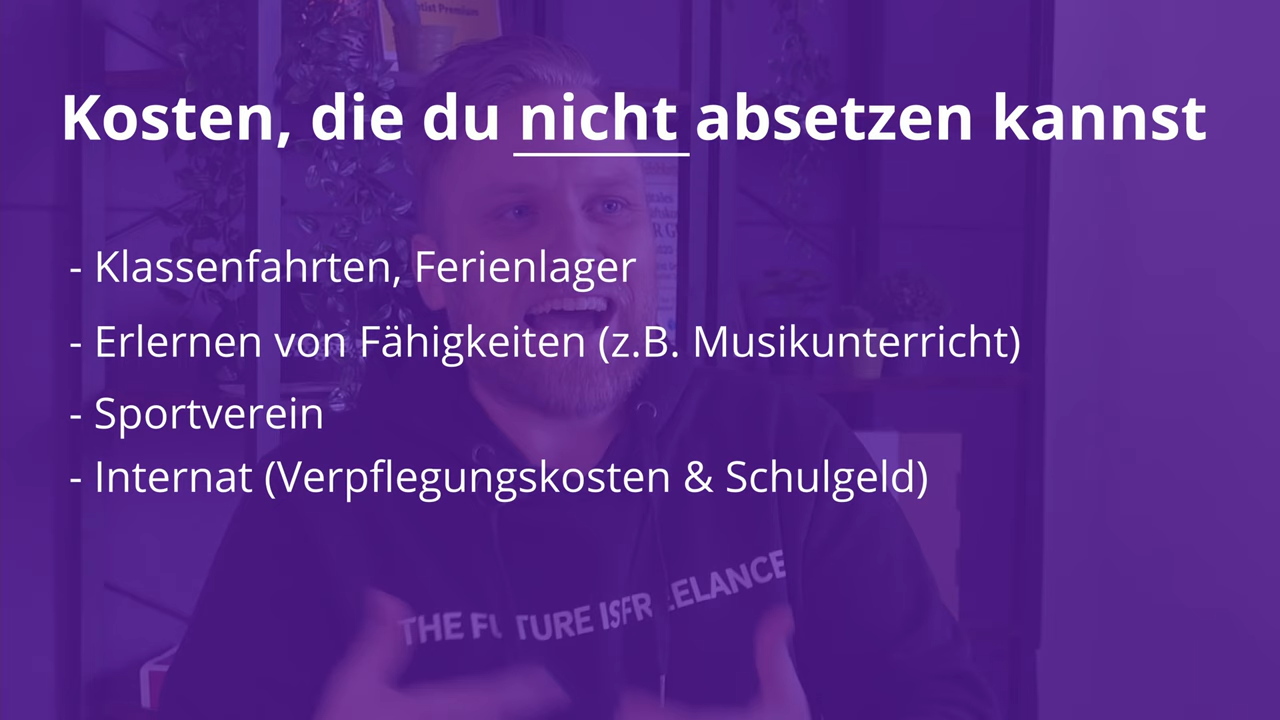 Kosten, die du nicht absetzen kannst
- Klassenfahrten, Ferienlager
- Erlernen von Fähigkeiten (z.B. Musikunterricht)
- Sportverein
- Internat (Verpflegungskosten & Schulgeld)
THE FUTURE IS FREELANCE